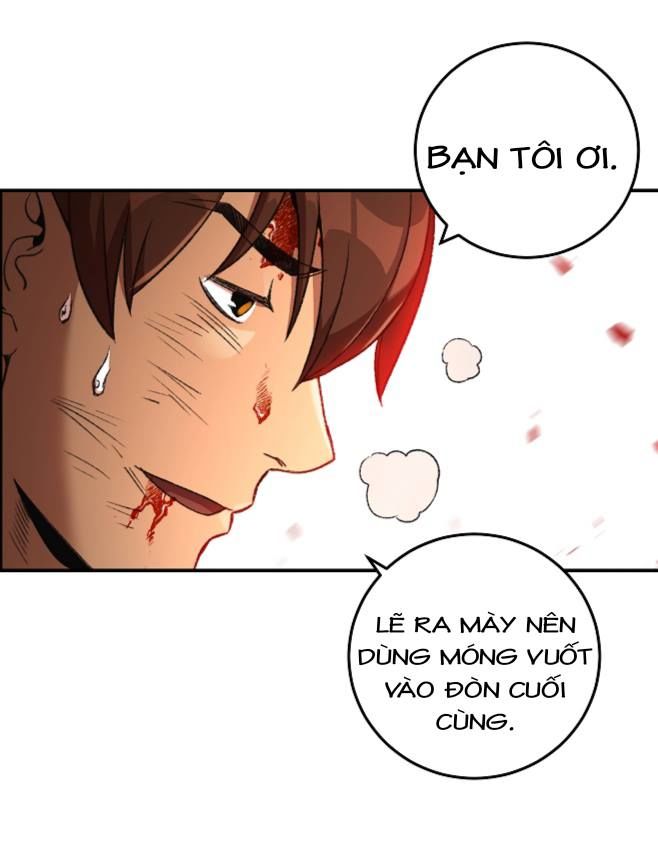 BẠN TÔI ƠI.
LẼ RA MÀY NÊN
DÙNG MÓNG VUỐT
VÀO ĐÒN CUỐI
CÙNG.